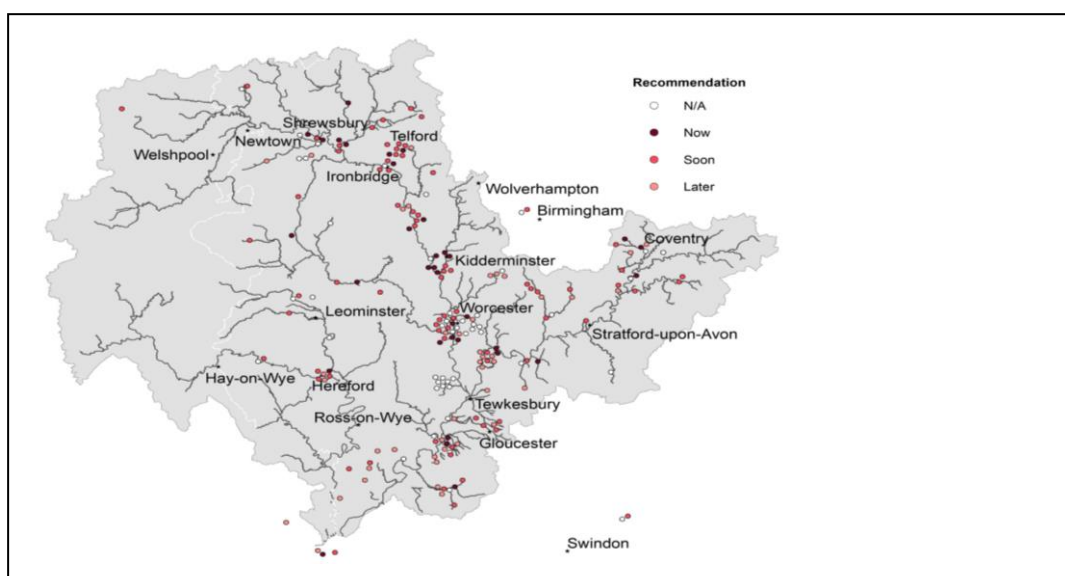 Recommendation
N/A
Now
Soon
Later
Shrewsbury
Newtown
Telford
Welshpool
Ironbridge
Wolverhampton
Birmingham
Coventry
Kidderminster
Leominster
Worcester
Stratford-upon-Avon
Hay-on-Wye
Hereford
Tewkesbury
Ross-on-Wye
Gloucester
Swindon